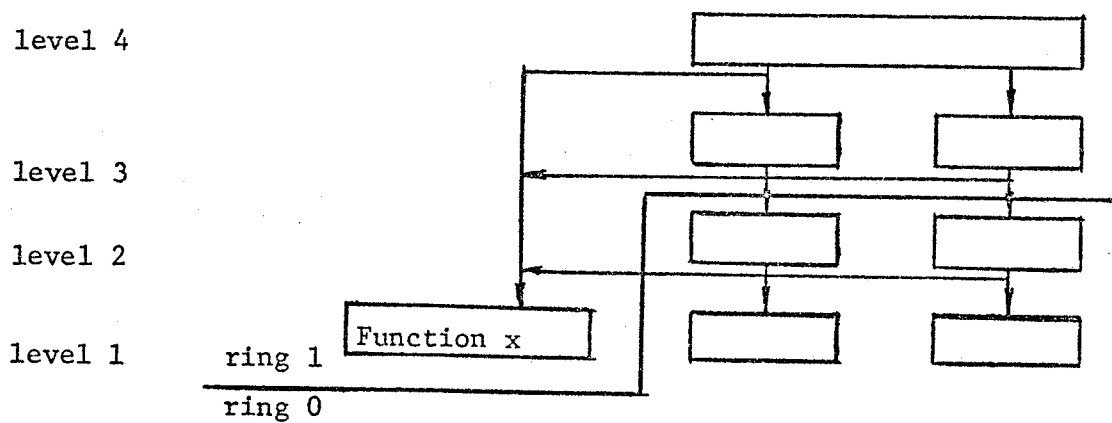 level 4
level 3
level 2
level 1
Function x
ring 1
ring 0